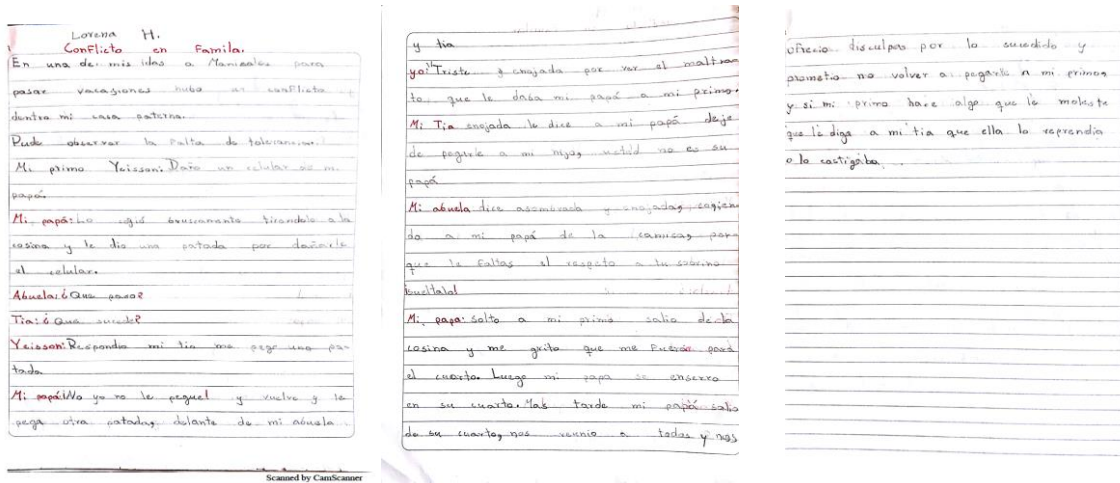 Lorena H.
Conflicto en Famila.
En una de mis idas a Manizales para
pasar vacasiones hubo un conflicto
dentro mi casa paterna.
Pude observar la falta de tolerancia.
Mi primo Yeisson: Daño un celular de mi
papá.
Mi papá: Lo cogió bruscamente tirandolo a la
cosina y le dio una patada por dañarle
el celular.
Abuela: ¿Que paso?
Tia: ¿Que sucede?
Yeisson: Respondio mi tio me pego una pa-
tada
Mi papá: ¡No yo no le pegue! y vuelve y le
pega otra patada, delante de mi abuela
Scanned by CamScanner
y tia
yo: Triste y enojada por ver el maltra
to que le daba mi papá a mi primo.
Mi Tia enojada le dice a mi papá deje
de pegarle a mi hijo, usted no es su
papá
Mi abuela dice asombrada y enojada, cogien
do a mi papá de la camisa, por
que le faltas el respeto a tu sobrino
sueltalo!
Mi papa: Solto a mi primo salio de la
cosina y me grito que me fuera para
el cuarto. Luego mi papa se enserro
en su cuarto. Mas tarde mi papá salio
de su cuarto, nos reunio a todos y nos
ofrecio disculpas por lo sucedido y
prometio no volver a pegarle a mi primo,
y si mi primo hace algo que le moleste
que le diga a mi tia que ella lo reprendia
o lo castigaba.